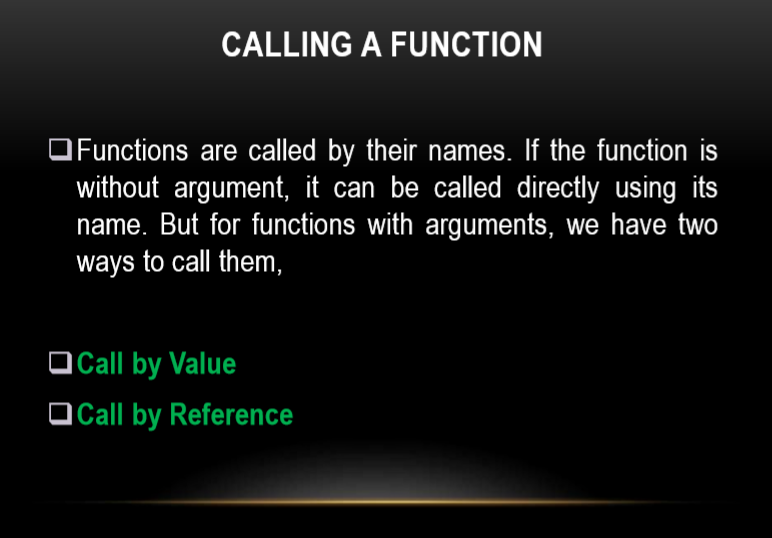 CALLING A FUNCTION
Functions are called by their names. If the function is
without argument, it can be called directly using its
name. But for functions with arguments, we have two
ways to call them,
Call by Value
Call by Reference